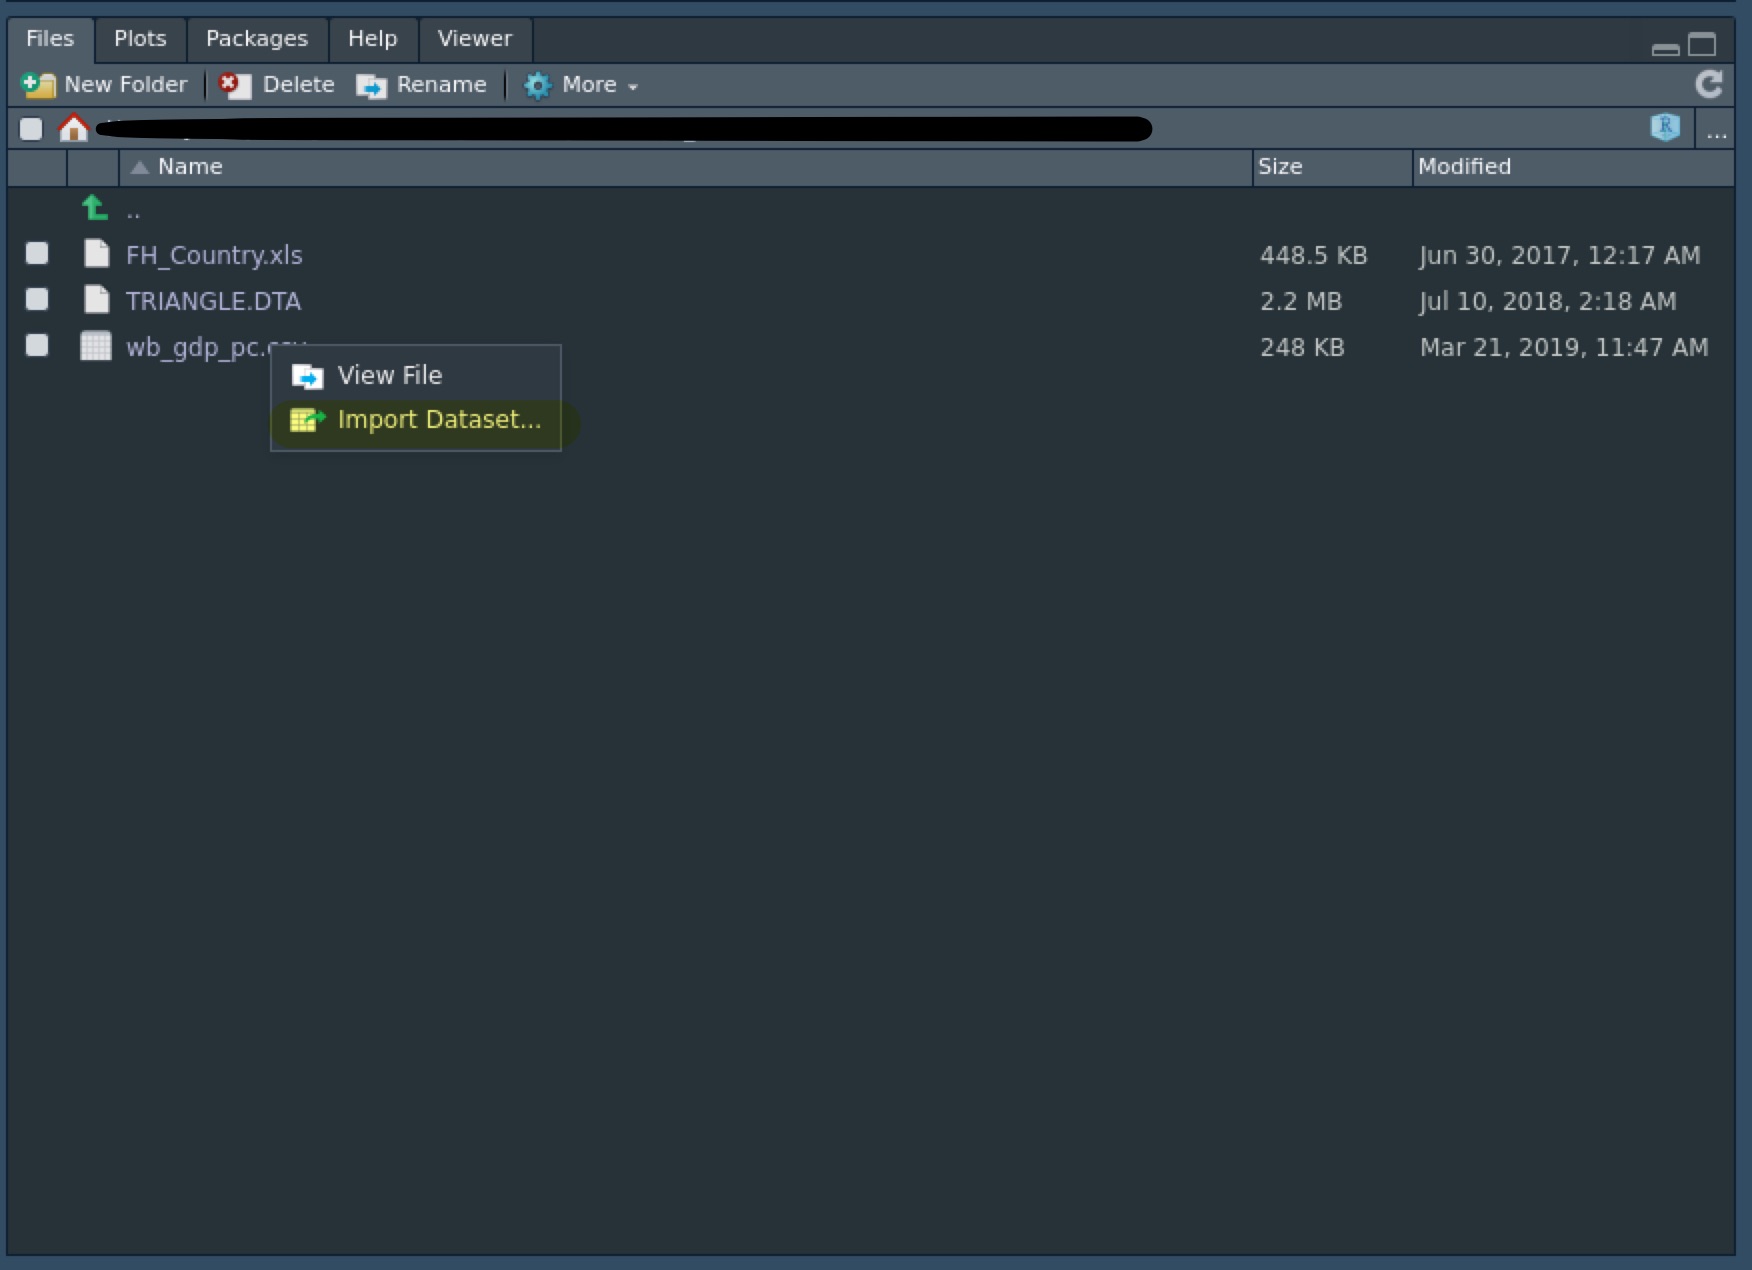 Files Plots Packages Help Viewer
New Folder Delete Rename More
...
Name Size Modified
..
FH_Country.xls 448.5 KB Jun 30, 2017, 12:17 AM
TRIANGLE.DTA 2.2 MB Jul 10, 2018, 2:18 AM
wb_gdp_pc.csv 248 KB Mar 21, 2019, 11:47 AM
View File
Import Dataset...